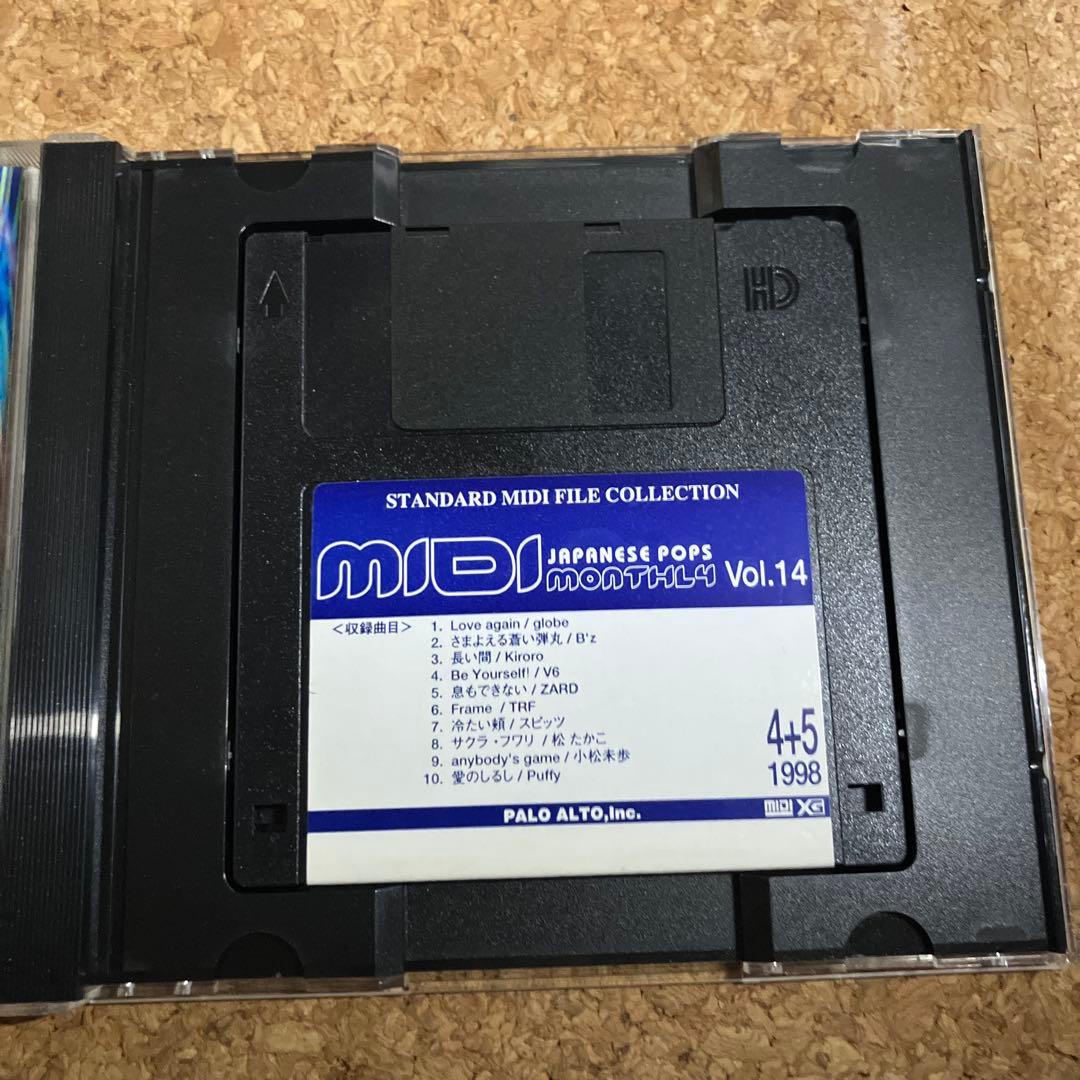 HD
STANDARD MIDI FILE COLLECTION
MIDI JAPANESE POPS MONTHLY Vol.14
＜収録曲目＞
1. Love again / globe
2. さまよえる蒼い弾丸 / B'z
3. 長い間 / Kiroro
4. Be Yourself! / V6
5. 息もできない / ZARD
6. Frame / TRF
7. 冷たい頬 / スピッツ
8. サクラ・フワリ / 松 たかこ
9. anybody's game / 小松未歩
10. 愛のしるし / Puffy
4+5
1998
PALO ALTO,Inc.
MIDI XG